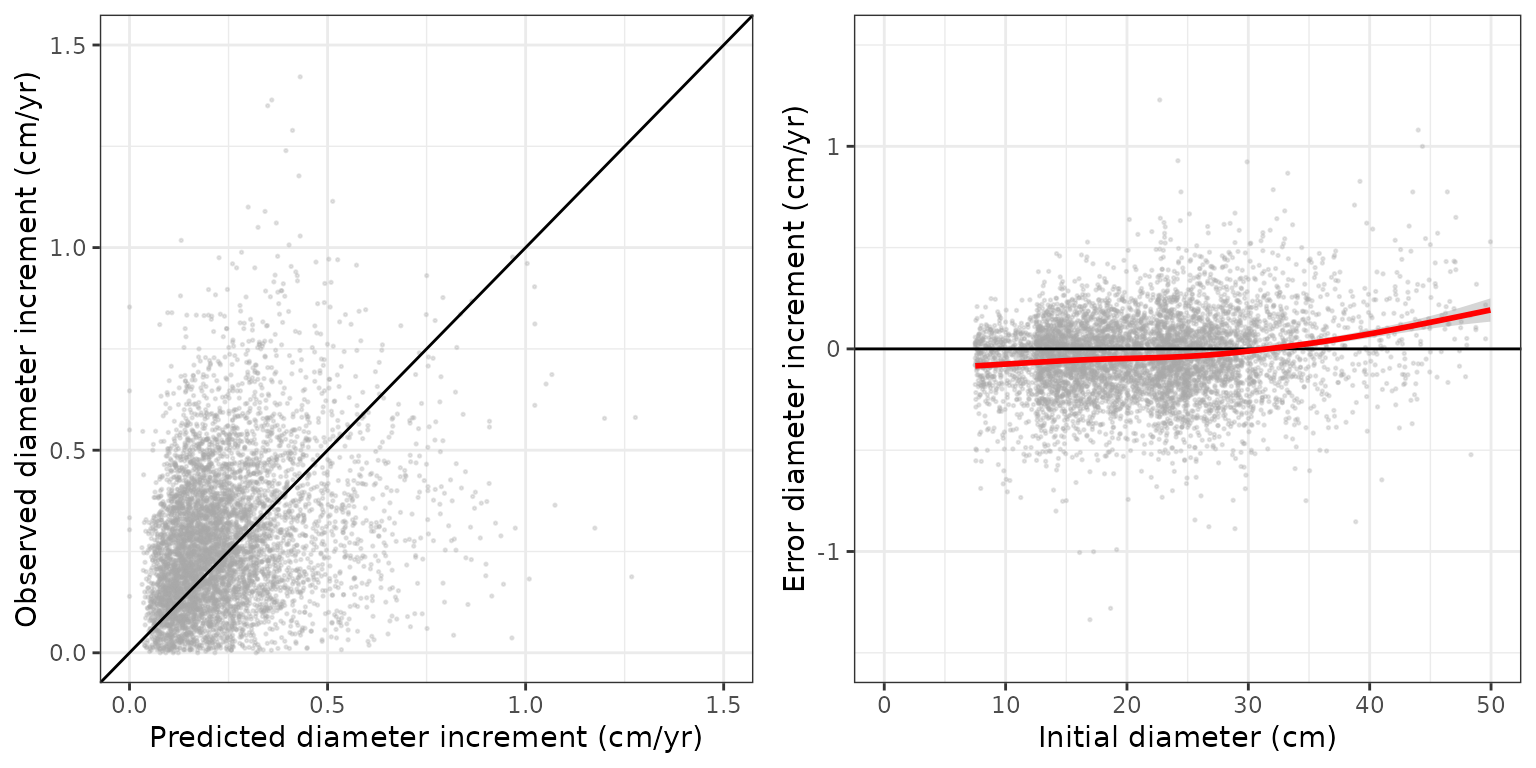 Observed diameter increment (cm/yr)
1.5
1.0
0.5
0.0
0.0 0.5 1.0 1.5
Predicted diameter increment (cm/yr)
Error diameter increment (cm/yr)
1
0
-1
0 10 20 30 40 50
Initial diameter (cm)